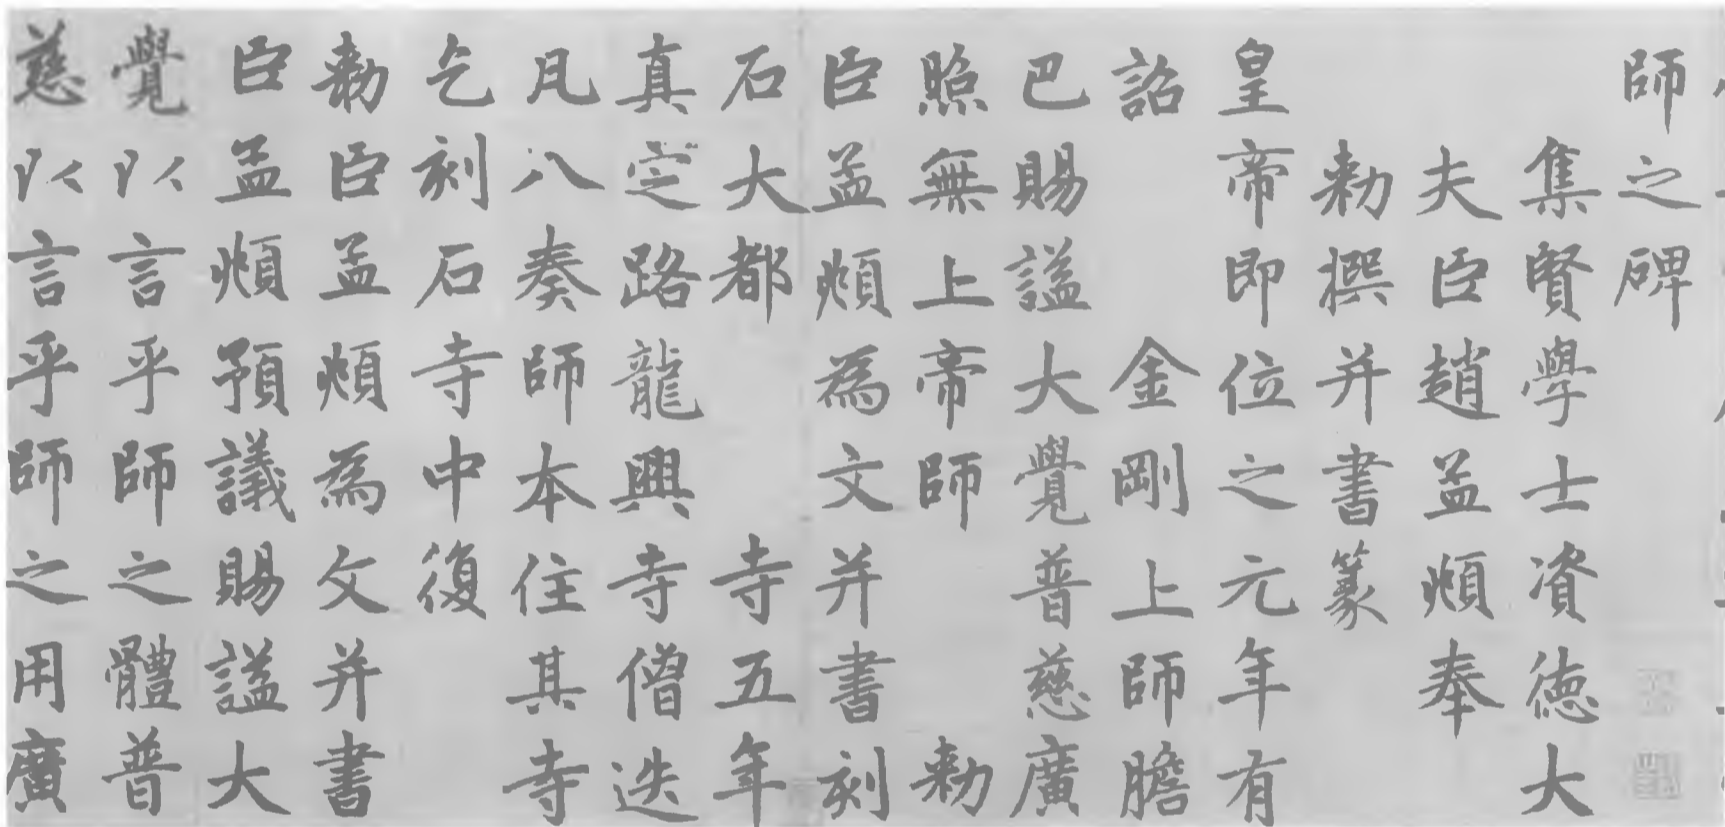 師之碑
集賢學士資德大
夫臣趙孟頫奉
勅撰并書篆
皇帝即位之元年有
詔金剛上師膽
巴賜謚大覺普慈廣
照無上帝師勅
臣孟頫為文并書刻
石大都寺五年
真定路龍興寺僧迭
凡八奏師本住其寺
乞刻石寺中復
勅臣孟頫為文并書
臣孟頫預議賜謚大
覺以言乎師之體普
慈以言乎師之用廣